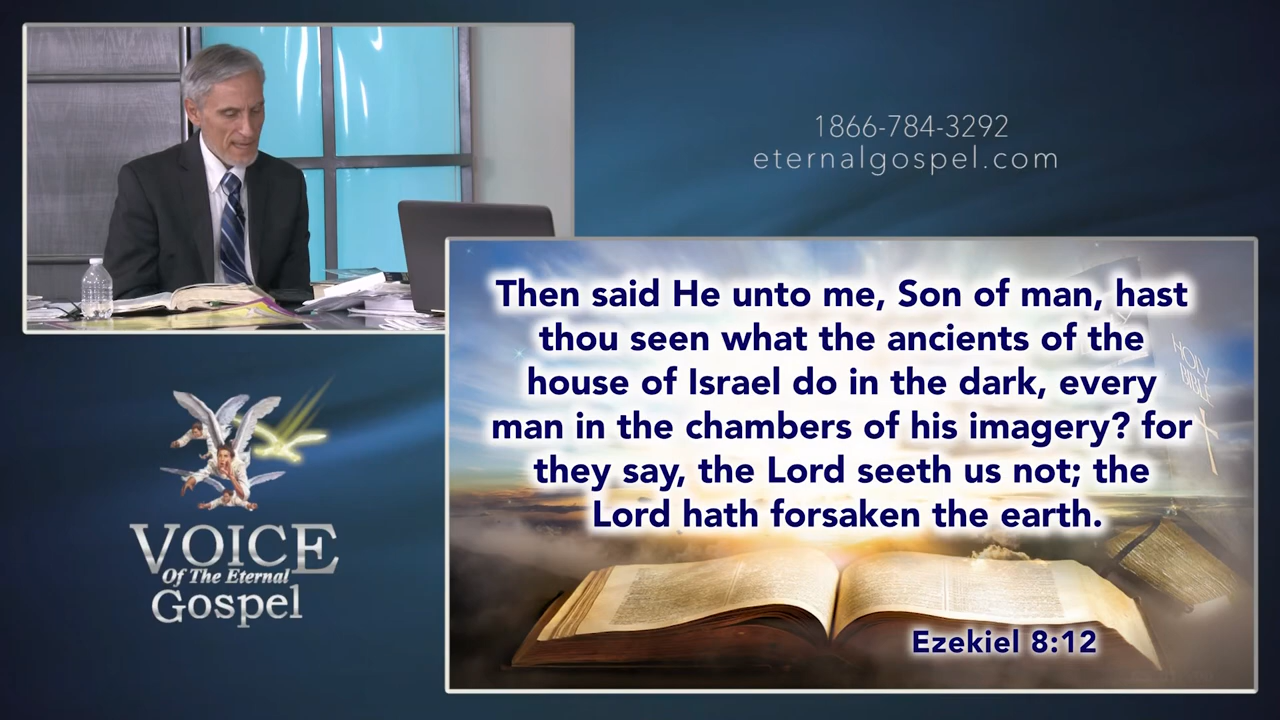 1866-784-3292
eternalgospel.com
Then said He unto me, Son of man, hast
thou seen what the ancients of the
house of Israel do in the dark, every
man in the chambers of his imagery? for
they say, the Lord seeth us not; the
Lord hath forsaken the earth.
Ezekiel 8:12
HOLY
BIBLE
VOICE
Of The Eternal
Gospel